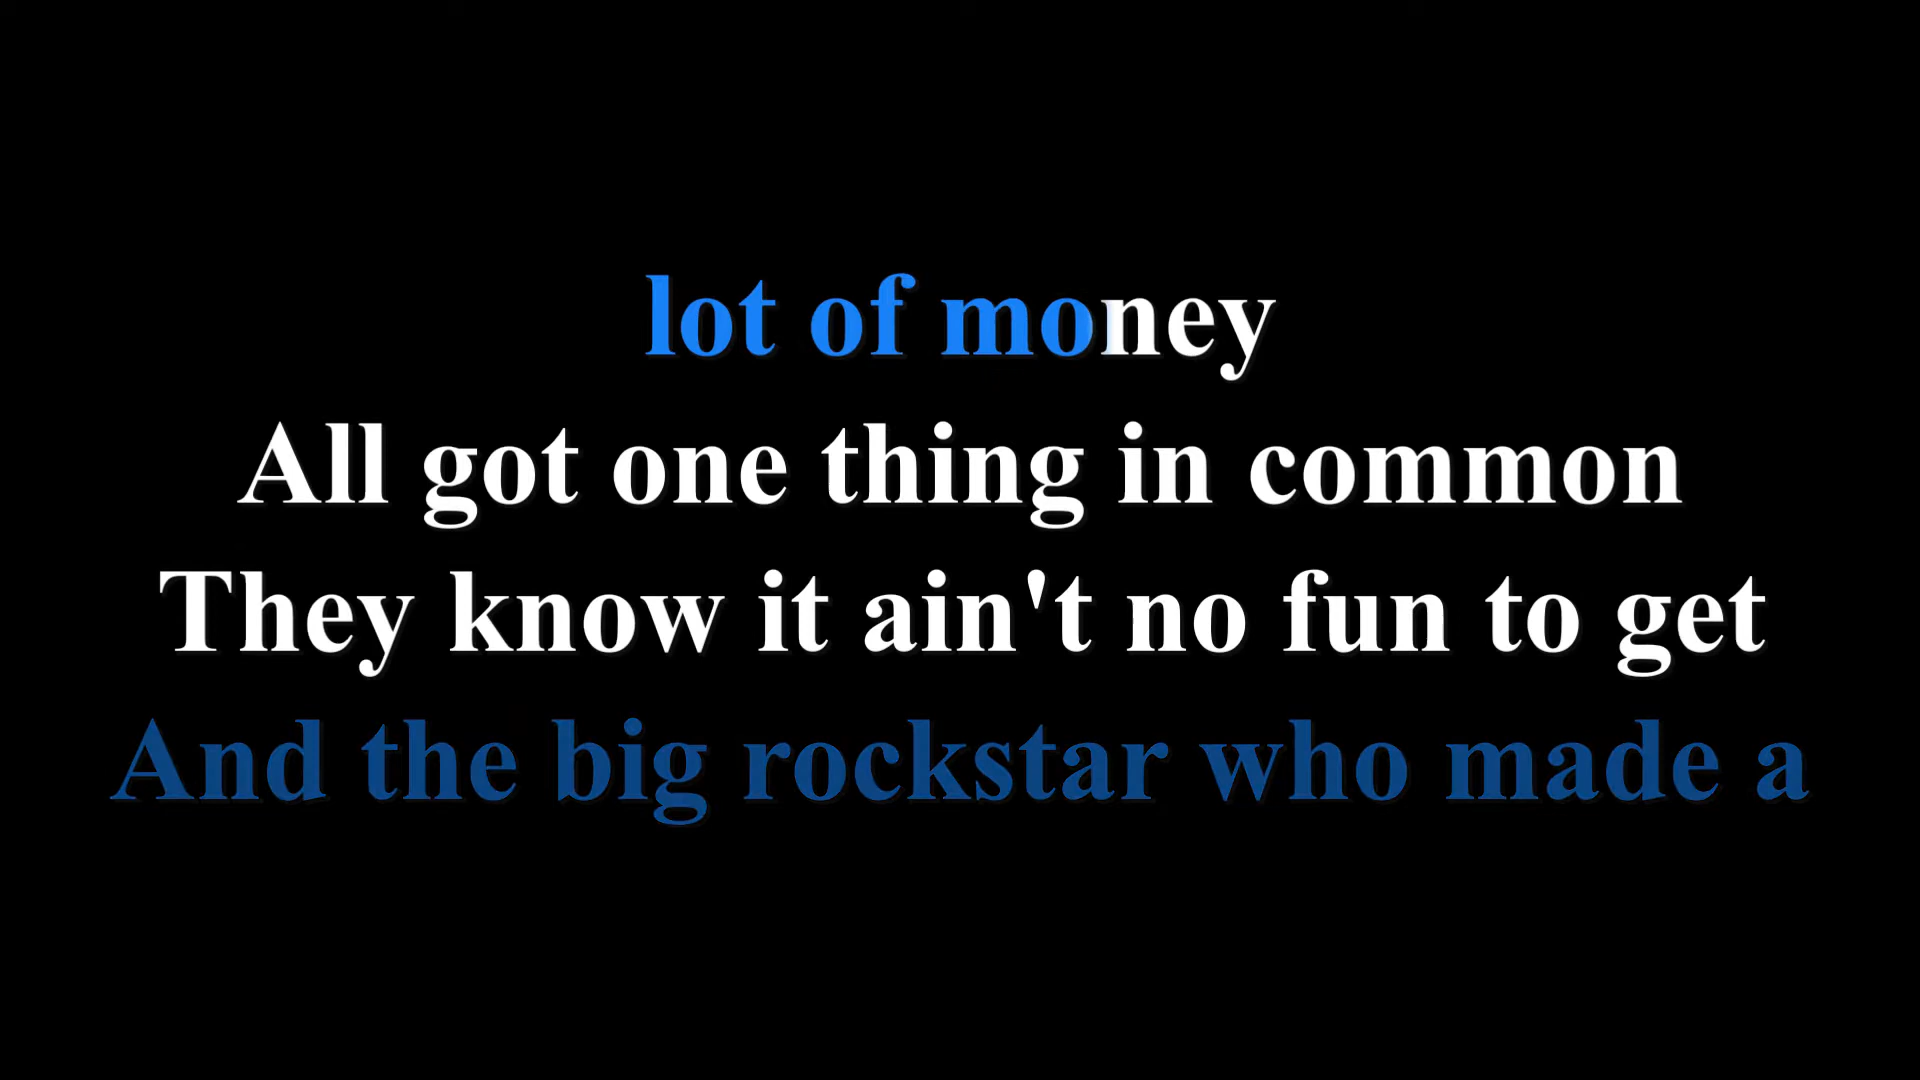 lot of money
All got one thing in common
They know it ain't no fun to get
And the big rockstar who made a